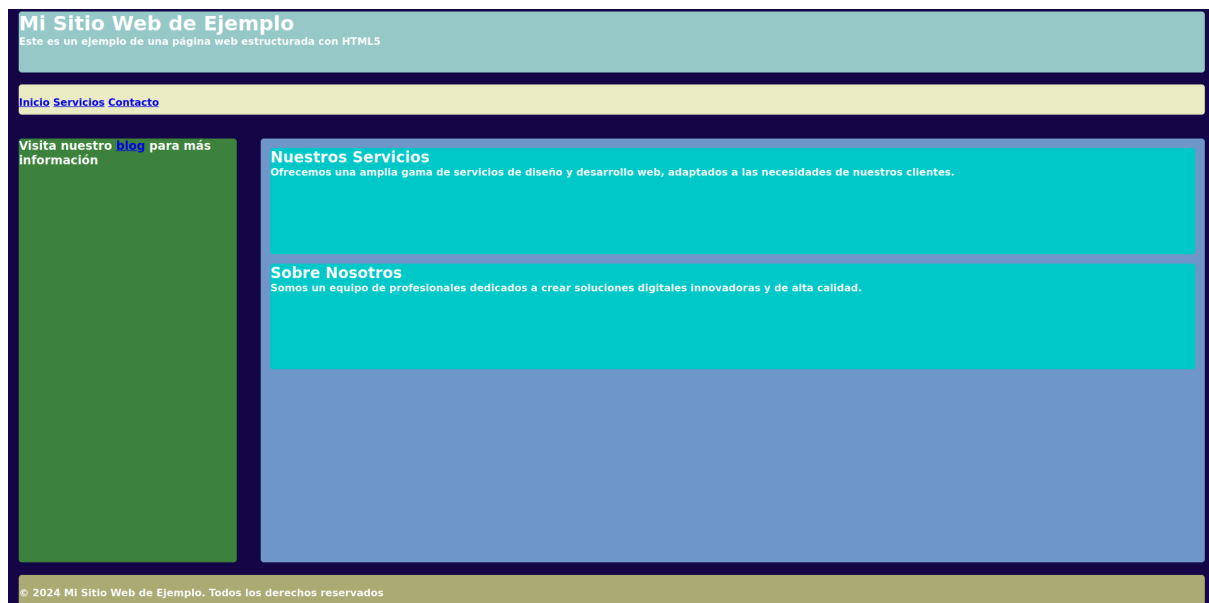 Mi Sitio Web de Ejemplo
Este es un ejemplo de una página web estructurada con HTML5
Inicio Servicios Contacto
Visita nuestro blog para más
información
Nuestros Servicios
Ofrecemos una amplia gama de servicios de diseño y desarrollo web, adaptados a las necesidades de nuestros clientes.
Sobre Nosotros
Somos un equipo de profesionales dedicados a crear soluciones digitales innovadoras y de alta calidad.
© 2024 Mi Sitio Web de Ejemplo. Todos los derechos reservados